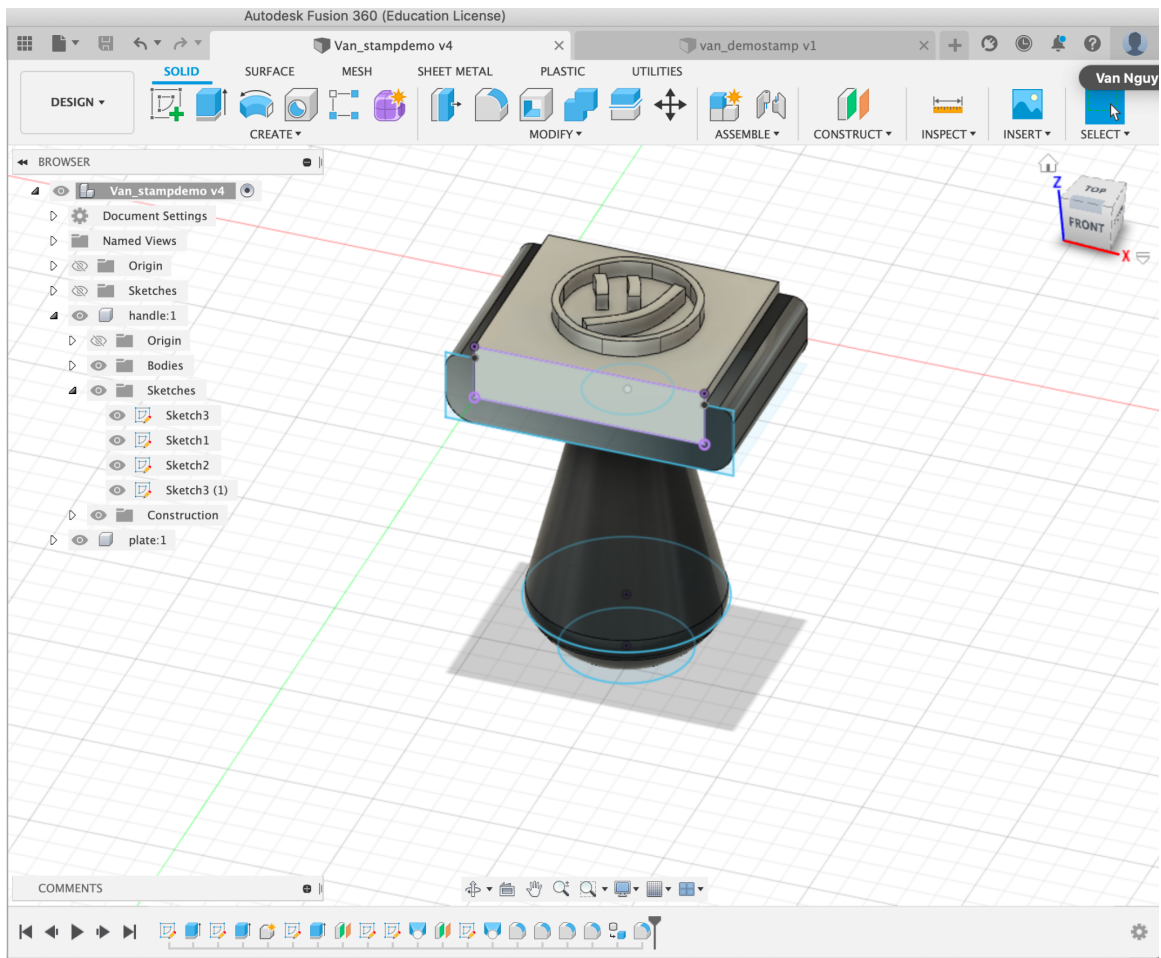 Autodesk Fusion 360 (Education License)
Van_stampdemo v4
van_demostamp v1
SOLID SURFACE MESH SHEET METAL PLASTIC UTILITIES
Van Nguy
DESIGN
CREATE MODIFY ASSEMBLE CONSTRUCT INSPECT INSERT SELECT
BROWSER
Van_stampdemo v4
Document Settings
Named Views
Origin
Sketches
handle:1
Origin
Bodies
Sketches
Sketch3
Sketch1
Sketch2
Sketch3 (1)
Construction
plate:1
Z
TOP
FRONT
X
COMMENTS